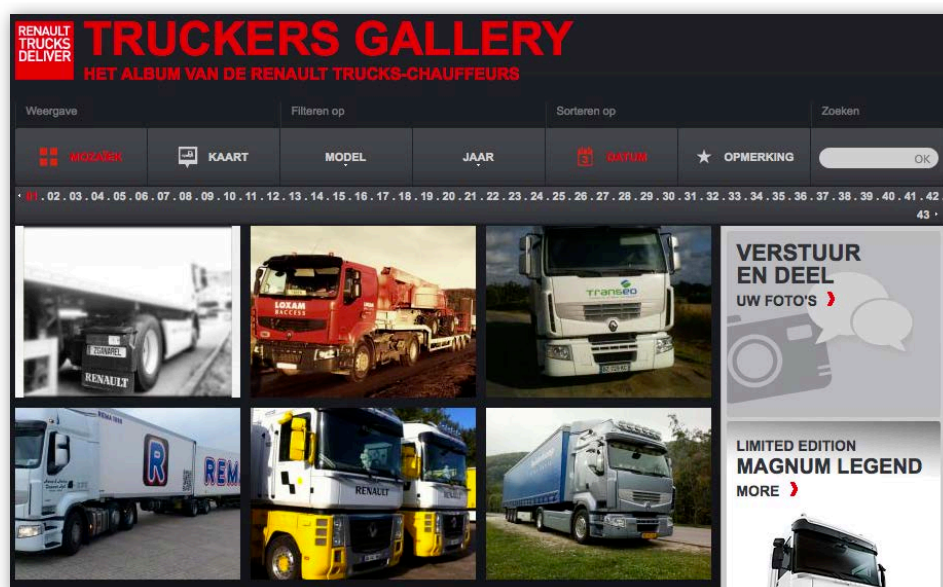 RENAULT
TRUCKS
DELIVER
TRUCKERS GALLERY
HET ALBUM VAN DE RENAULT TRUCKS-CHAUFFEURS
Weergave
Filteren op
Sorteren op
Zoeken
MOZAÏEK
KAART
MODEL
JAAR
DATUM
OPMERKING
OK
01 . 02 . 03 . 04 . 05 . 06 . 07 . 08 . 09 . 10 . 11 . 12 . 13 . 14 . 15 . 16 . 17 . 18 . 19 . 20 . 21 . 22 . 23 . 24 . 25 . 26 . 27 . 28 . 29 . 30 . 31 . 32 . 33 . 34 . 35 . 36 . 37 . 38 . 39 . 40 . 41 . 42 .
43
RENAULT
LOXAM
ACCESS
Transeo
VERSTUUR
EN DEEL
UW FOTO'S
R
REMA
RENAULT
LIMITED EDITION
MAGNUM LEGEND
MORE